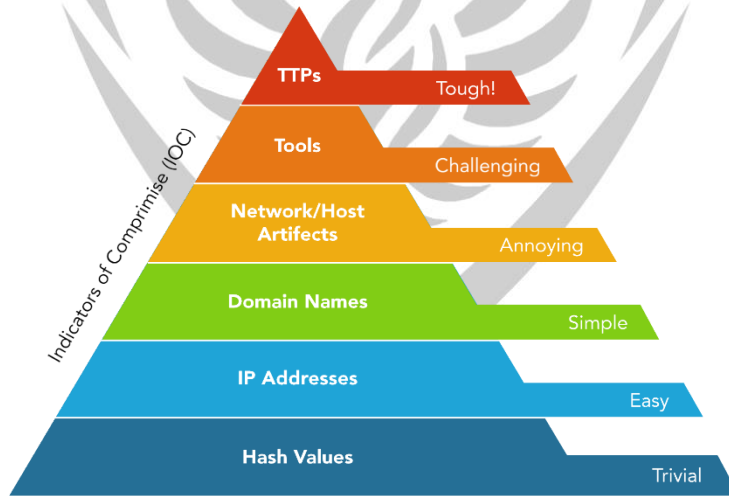 TTPs
Tough!
Tools
Challenging
Network/Host
Artifects
Annoying
Domain Names
Simple
IP Addresses
Easy
Hash Values
Trivial
Indicators of Comprimise (IOC)